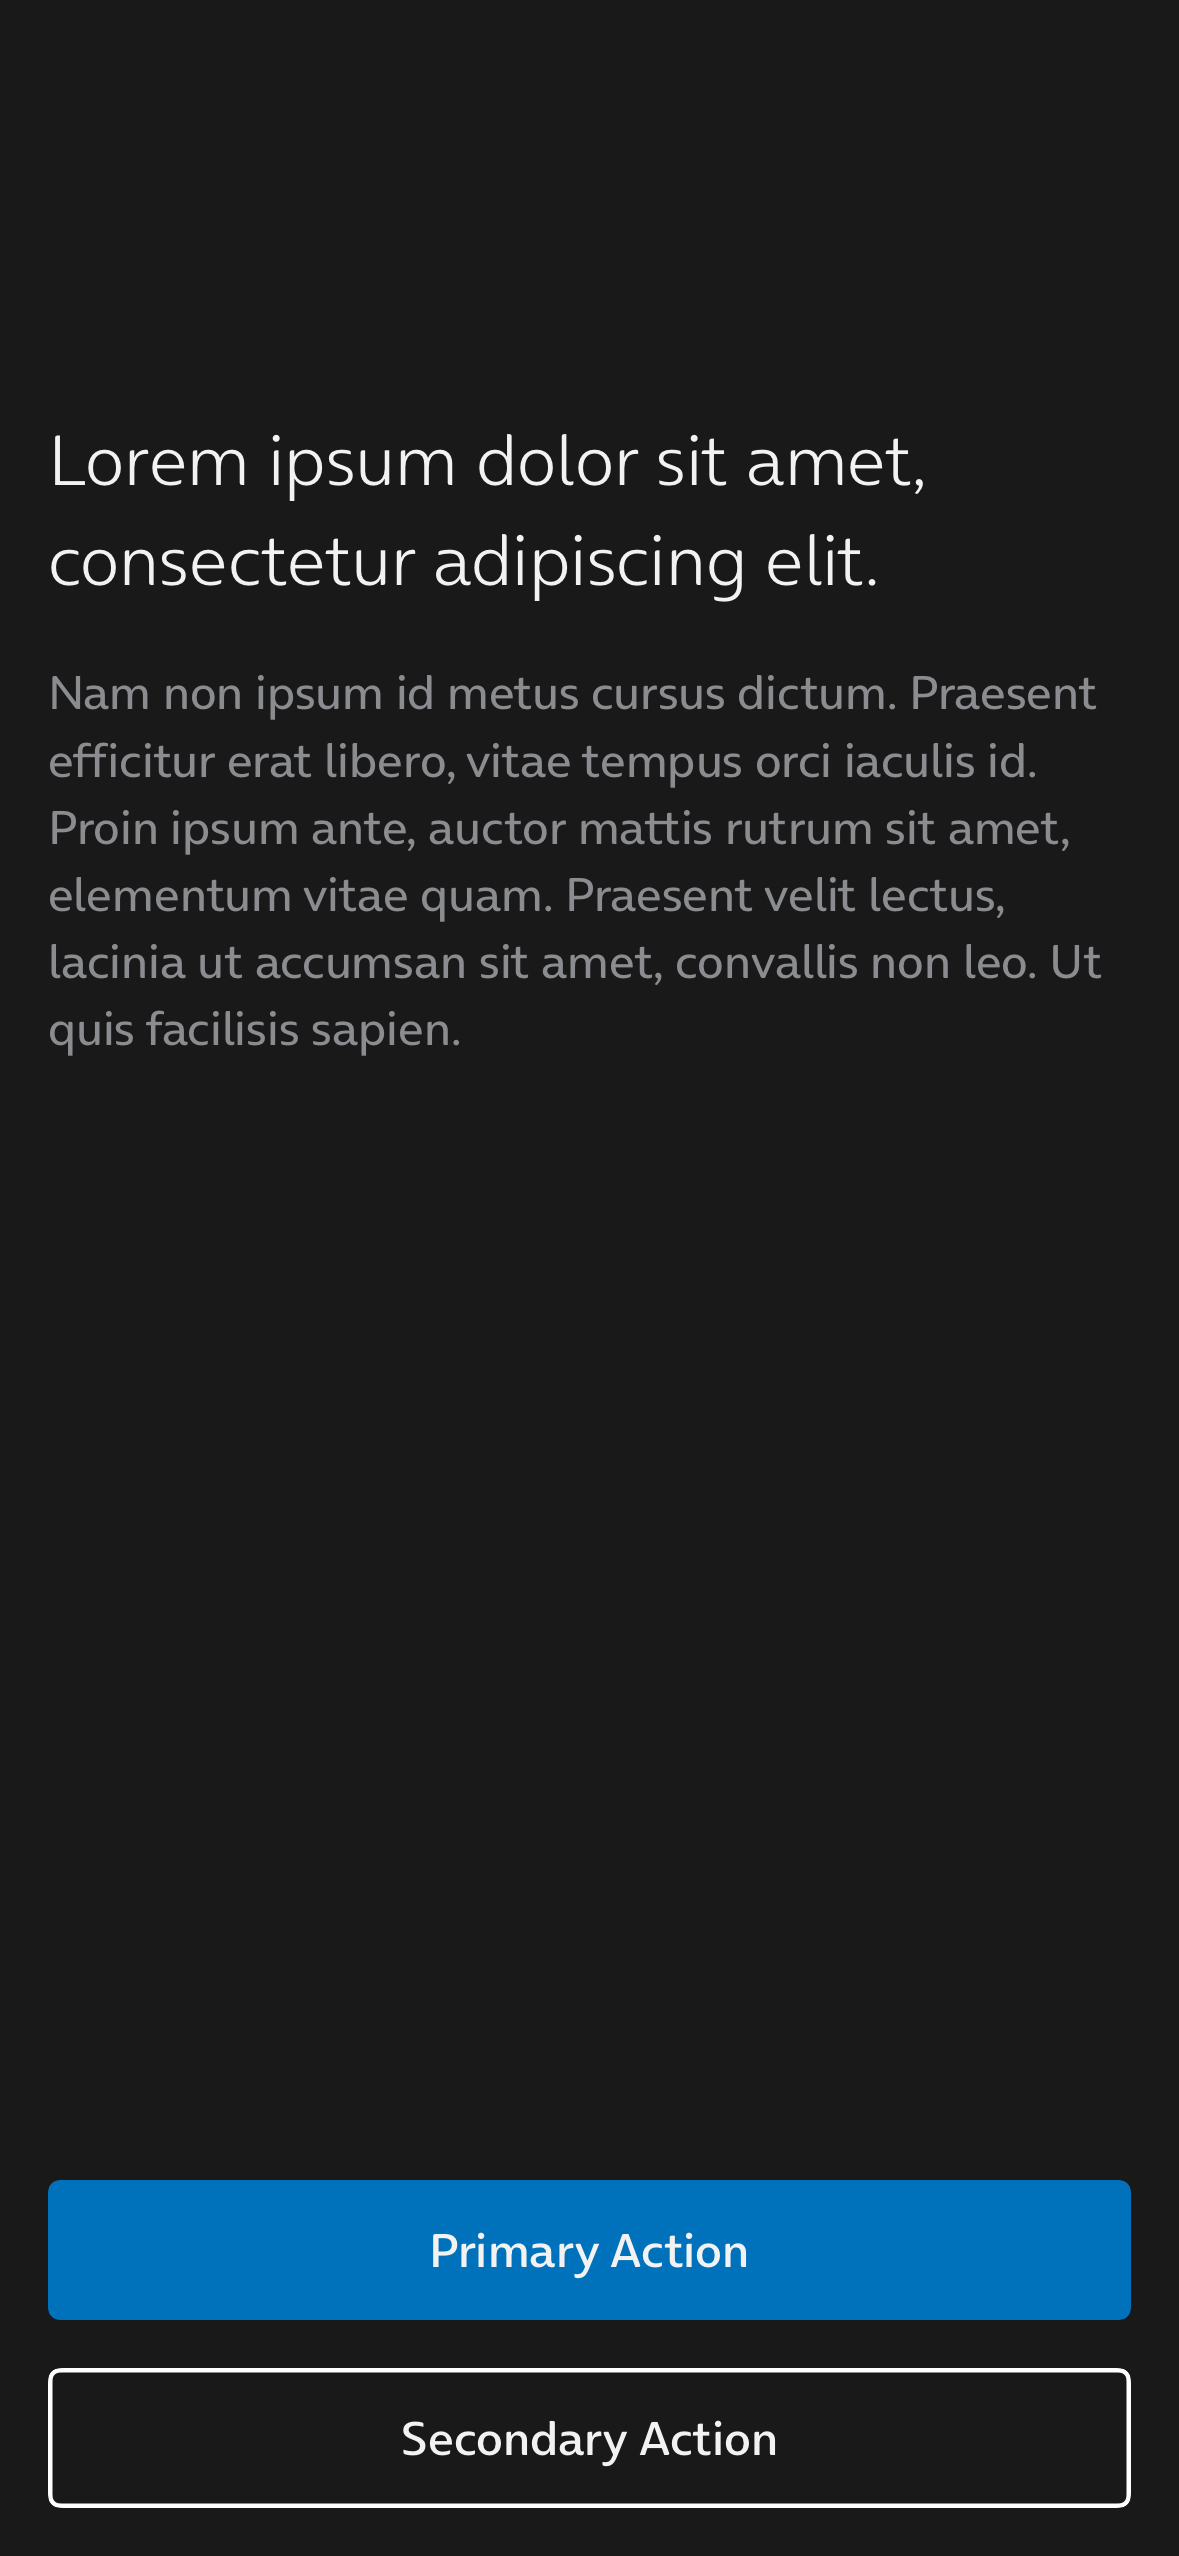 Lorem ipsum dolor sit amet,
consectetur adipiscing elit.
Nam non ipsum id metus cursus dictum. Praesent
efficitur erat libero, vitae tempus orci iaculis id.
Proin ipsum ante, auctor mattis rutrum sit amet,
elementum vitae quam. Praesent velit lectus,
lacinia ut accumsan sit amet, convallis non leo. Ut
quis facilisis sapien.
Primary Action
Secondary Action